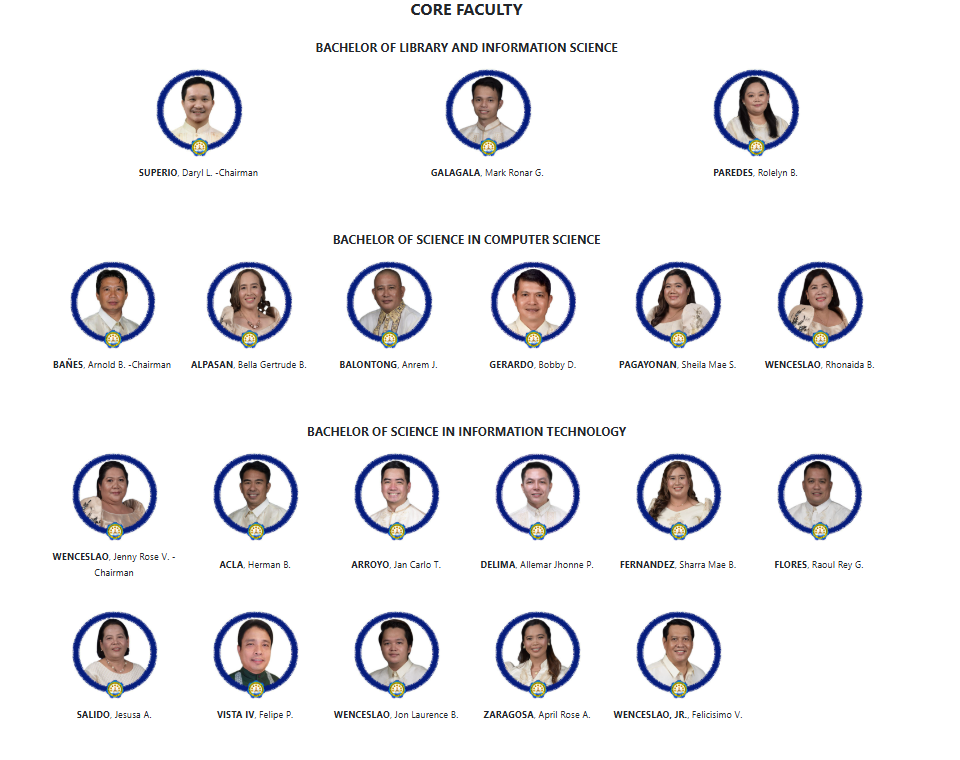 CORE FACULTY
BACHELOR OF LIBRARY AND INFORMATION SCIENCE
SUPERIO, Daryl L. -Chairman
GALAGALA, Mark Ronar G.
PAREDES, Rolelyn B.
BACHELOR OF SCIENCE IN COMPUTER SCIENCE
BAÑES, Arnold B. -Chairman
ALPASAN, Bella Gertrude B.
BALONTONG, Anrem J.
GERARDO, Bobby D.
PAGAYONAN, Sheila Mae S.
WENCESLAO, Rhonaida B.
BACHELOR OF SCIENCE IN INFORMATION TECHNOLOGY
WENCESLAO, Jenny Rose V. -
Chairman
ACLA, Herman B.
ARROYO, Jan Carlo T.
DELIMA, Allemar Jhonne P.
FERNANDEZ, Sharra Mae B.
FLORES, Raoul Rey G.
SALIDO, Jesusa A.
VISTA IV, Felipe P.
WENCESLAO, Jon Laurence B.
ZARAGOSA, April Rose A.
WENCESLAO, JR., Felicisimo V.